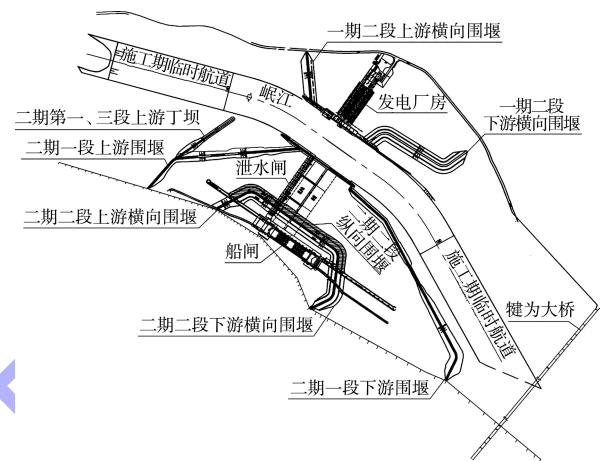 一期二段上游横向围堰
施工期临时航道
岷江
发电厂房
一期二段
下游横向围堰
二期第一、三段上游丁坝
二期一段上游围堰
泄水闸
二期二段上游横向围堰
二期二段
纵向围堰
船闸
施工期临时航道
犍为大桥
二期二段下游横向围堰
二期一段下游围堰